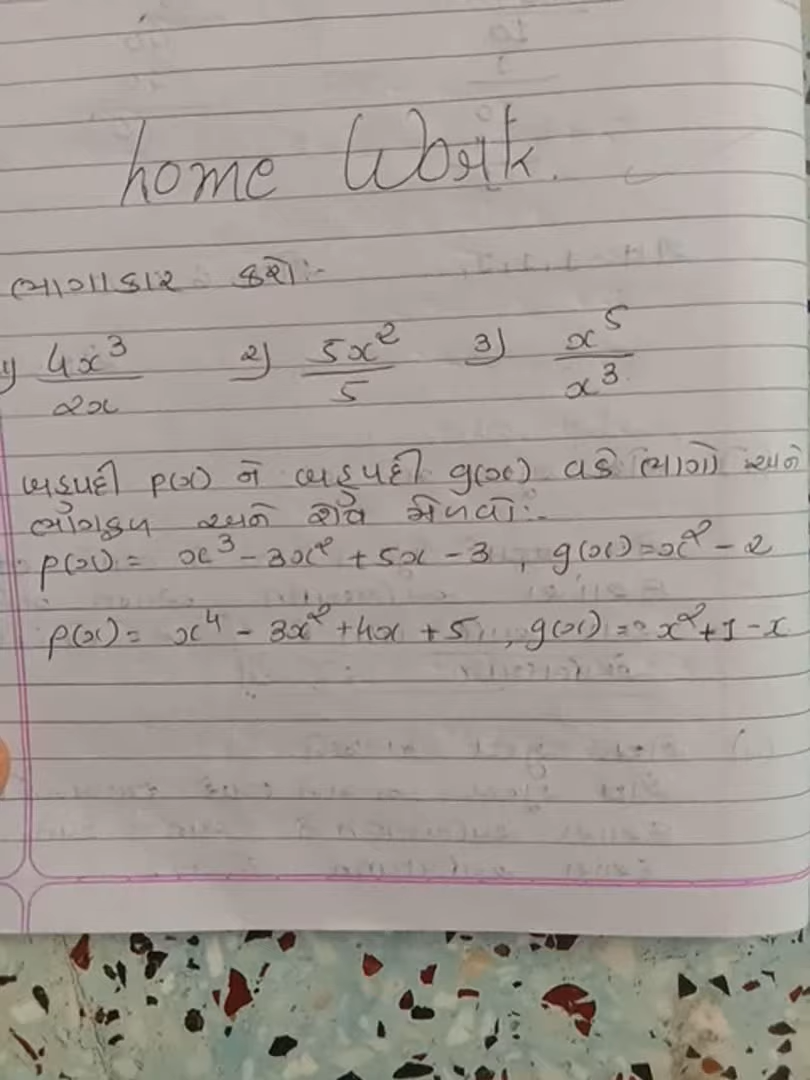 home Work.
ભાગાકાર કરો:-
1) 4x³/2x 2) 5x²/5 3) x⁵/x³
બહુપદી p(x) ને બહુપદી g(x) વડે ભાગો અને
ભાગફળ અને શેષ મેળવો:-
p(x) = x³ - 3x² + 5x - 3 , g(x) = x² - 2
p(x) = x⁴ - 3x² + 4x + 5 , g(x) = x² + 1 - x